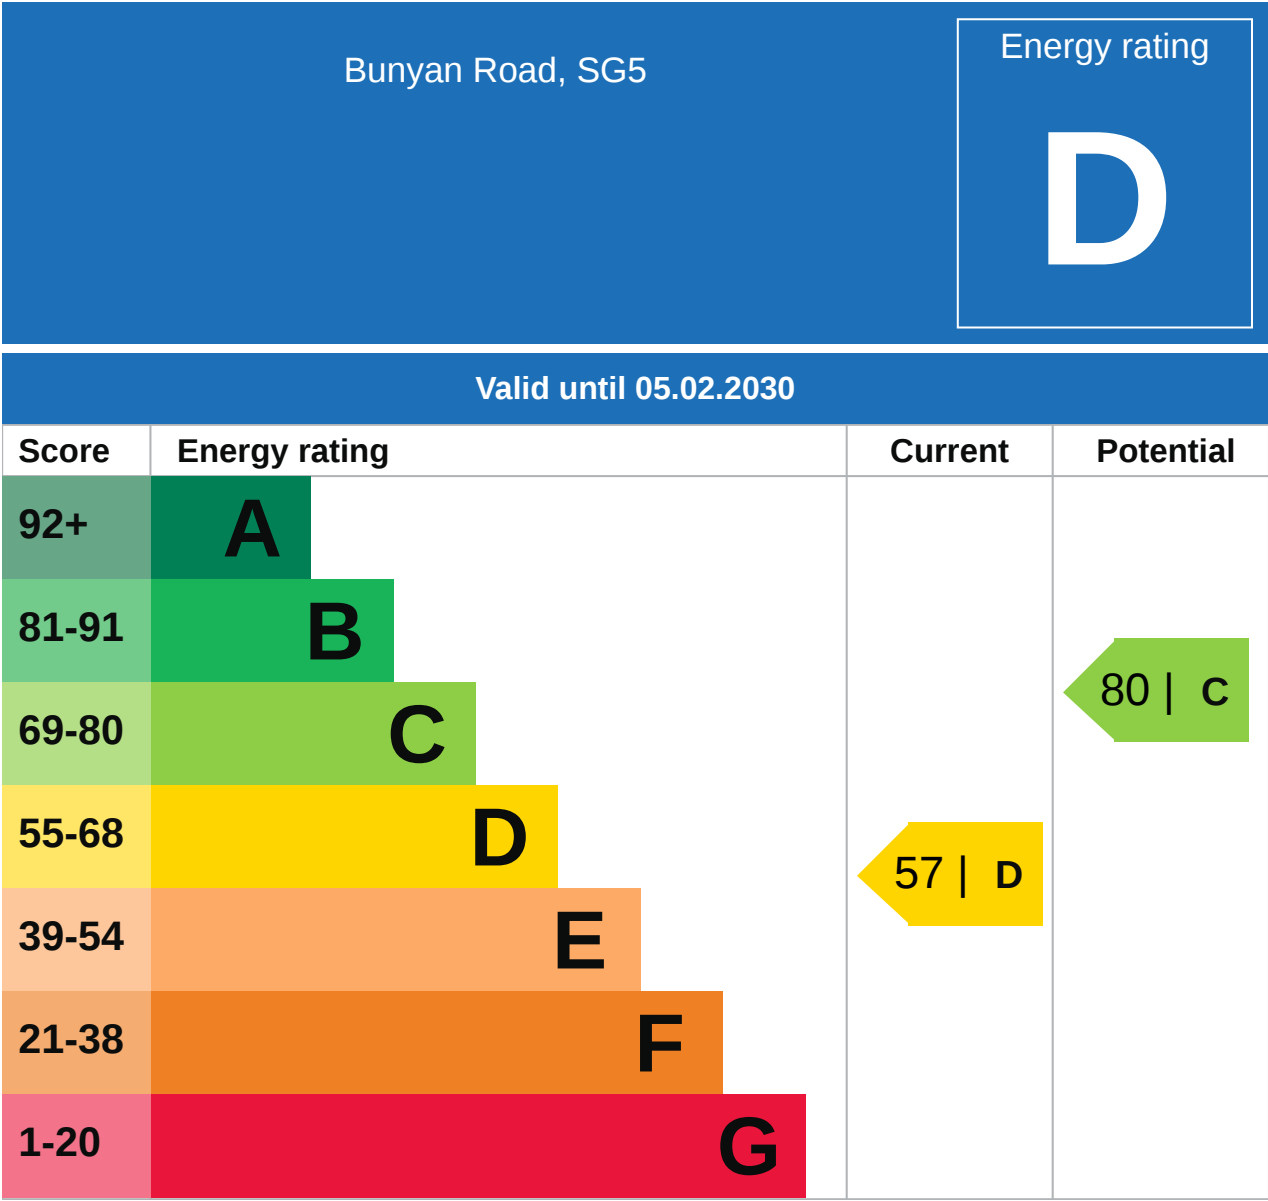 Bunyan Road, SG5
Energy rating
D
Valid until 05.02.2030
Score Energy rating Current Potential
92+ A
81-91 B
69-80 C 80 | C
55-68 D 57 | D
39-54 E
21-38 F
1-20 G